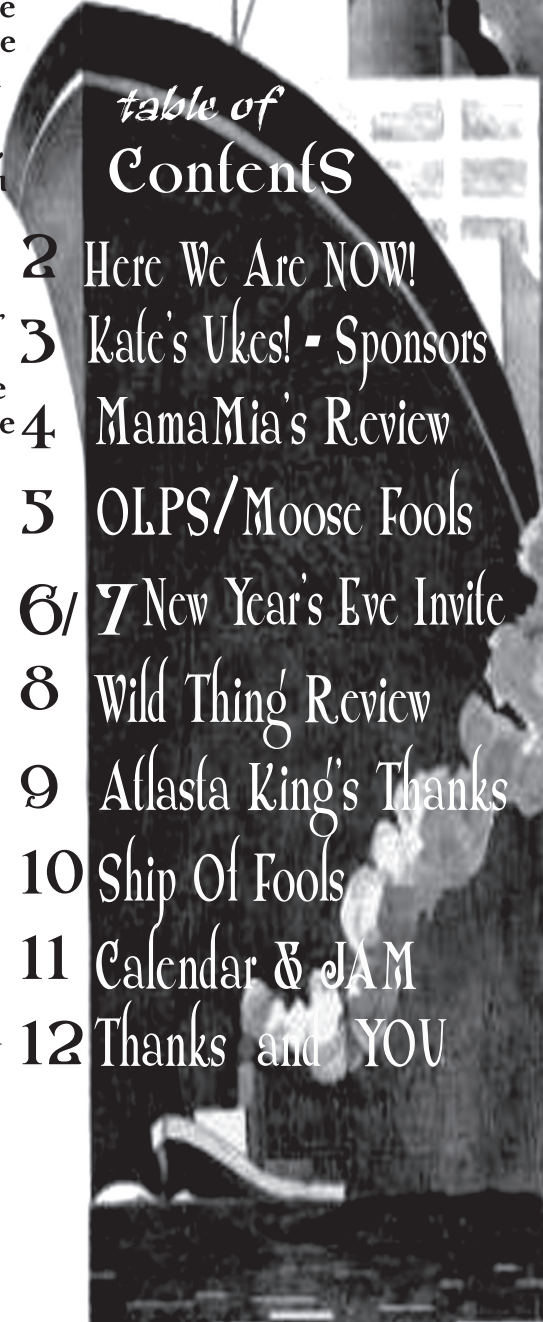 table of
Contents
2 Here We Are NOW!
3 Kate's Ukes! - Sponsors
4 MamaMia's Review
5 OLPS/Moose Fools
6/7 New Year's Eve Invite
8 Wild Thing Review
9 Atlasta King's Thanks
10 Ship Of Fools
11 Calendar & JAM
12 Thanks and YOU